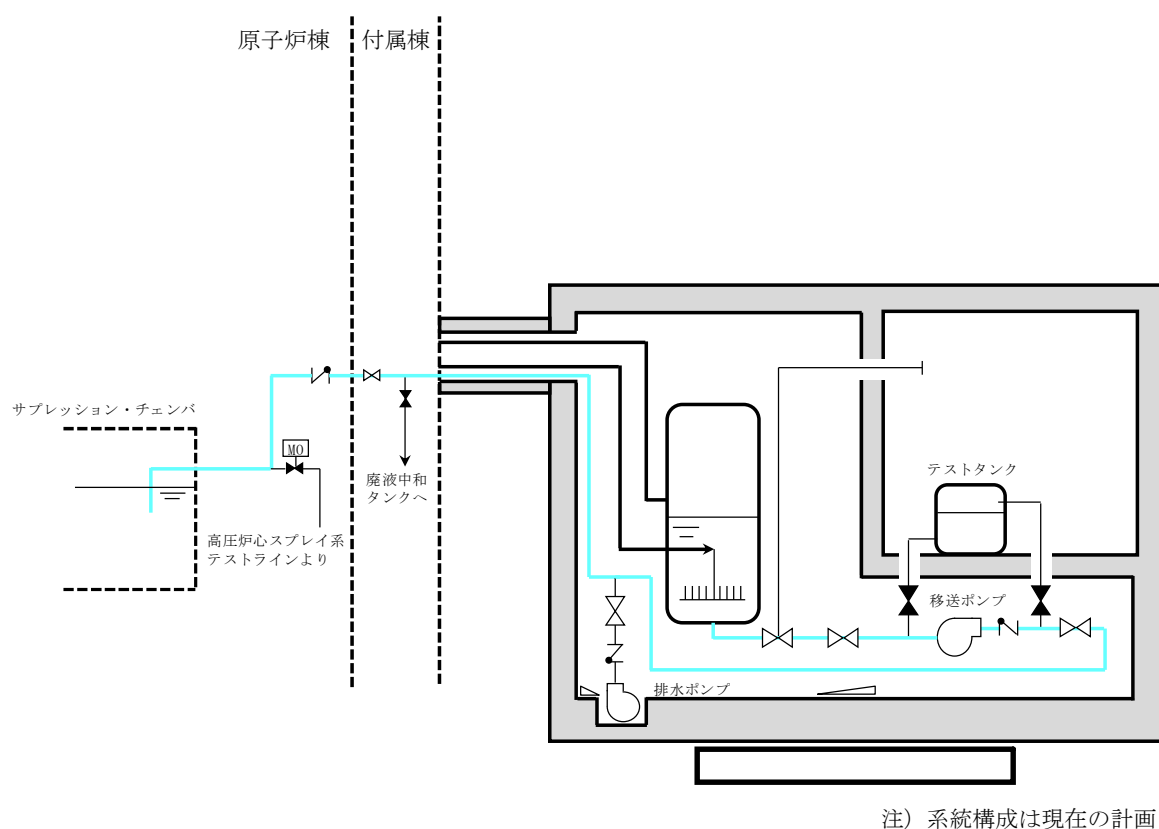 原子炉棟
付属棟
サプレッション・チェンバ
MO
廃液中和
タンクへ
高圧炉心スプレイ系
テストラインより
テストタンク
移送ポンプ
排水ポンプ
注）系統構成は現在の計画